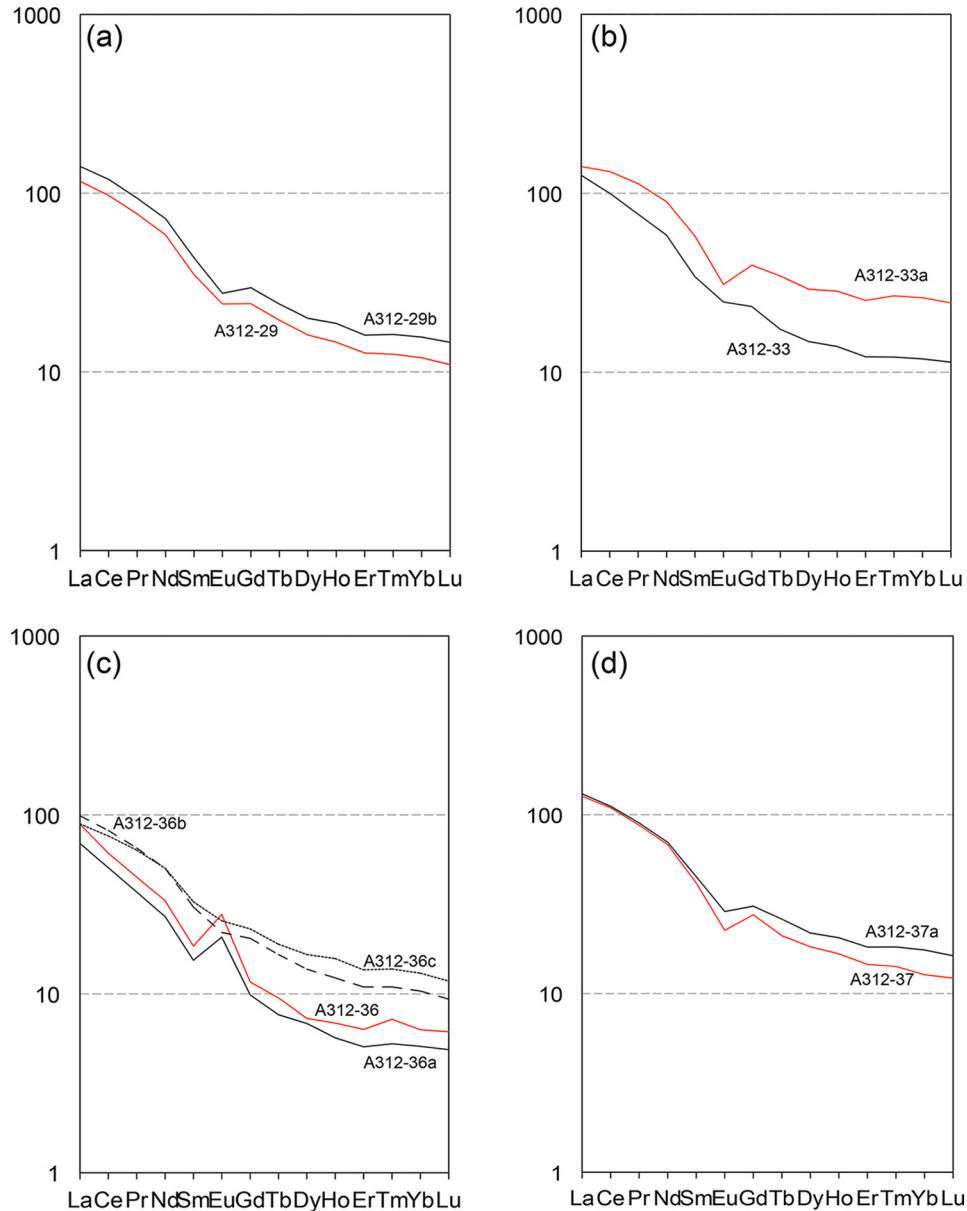 (a)
1000
100
10
1
A312-29b
A312-29
La Ce Pr Nd Sm Eu Gd Tb Dy Ho Er Tm Yb Lu
(b)
1000
100
10
1
A312-33a
A312-33
La Ce Pr Nd Sm Eu Gd Tb Dy Ho Er Tm Yb Lu
(c)
1000
100
10
1
A312-36b
A312-36c
A312-36
A312-36a
La Ce Pr Nd Sm Eu Gd Tb Dy Ho Er Tm Yb Lu
(d)
1000
100
10
1
A312-37a
A312-37
La Ce Pr Nd Sm Eu Gd Tb Dy Ho Er Tm Yb Lu